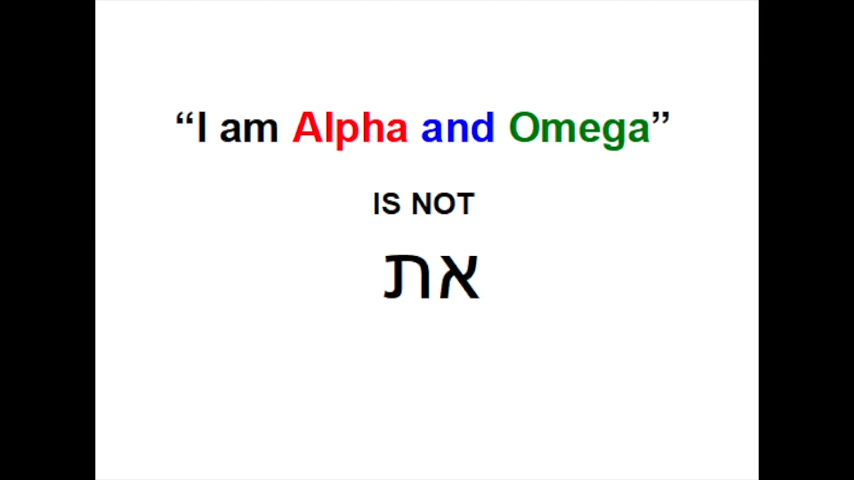 “I am Alpha and Omega”
IS NOT
את